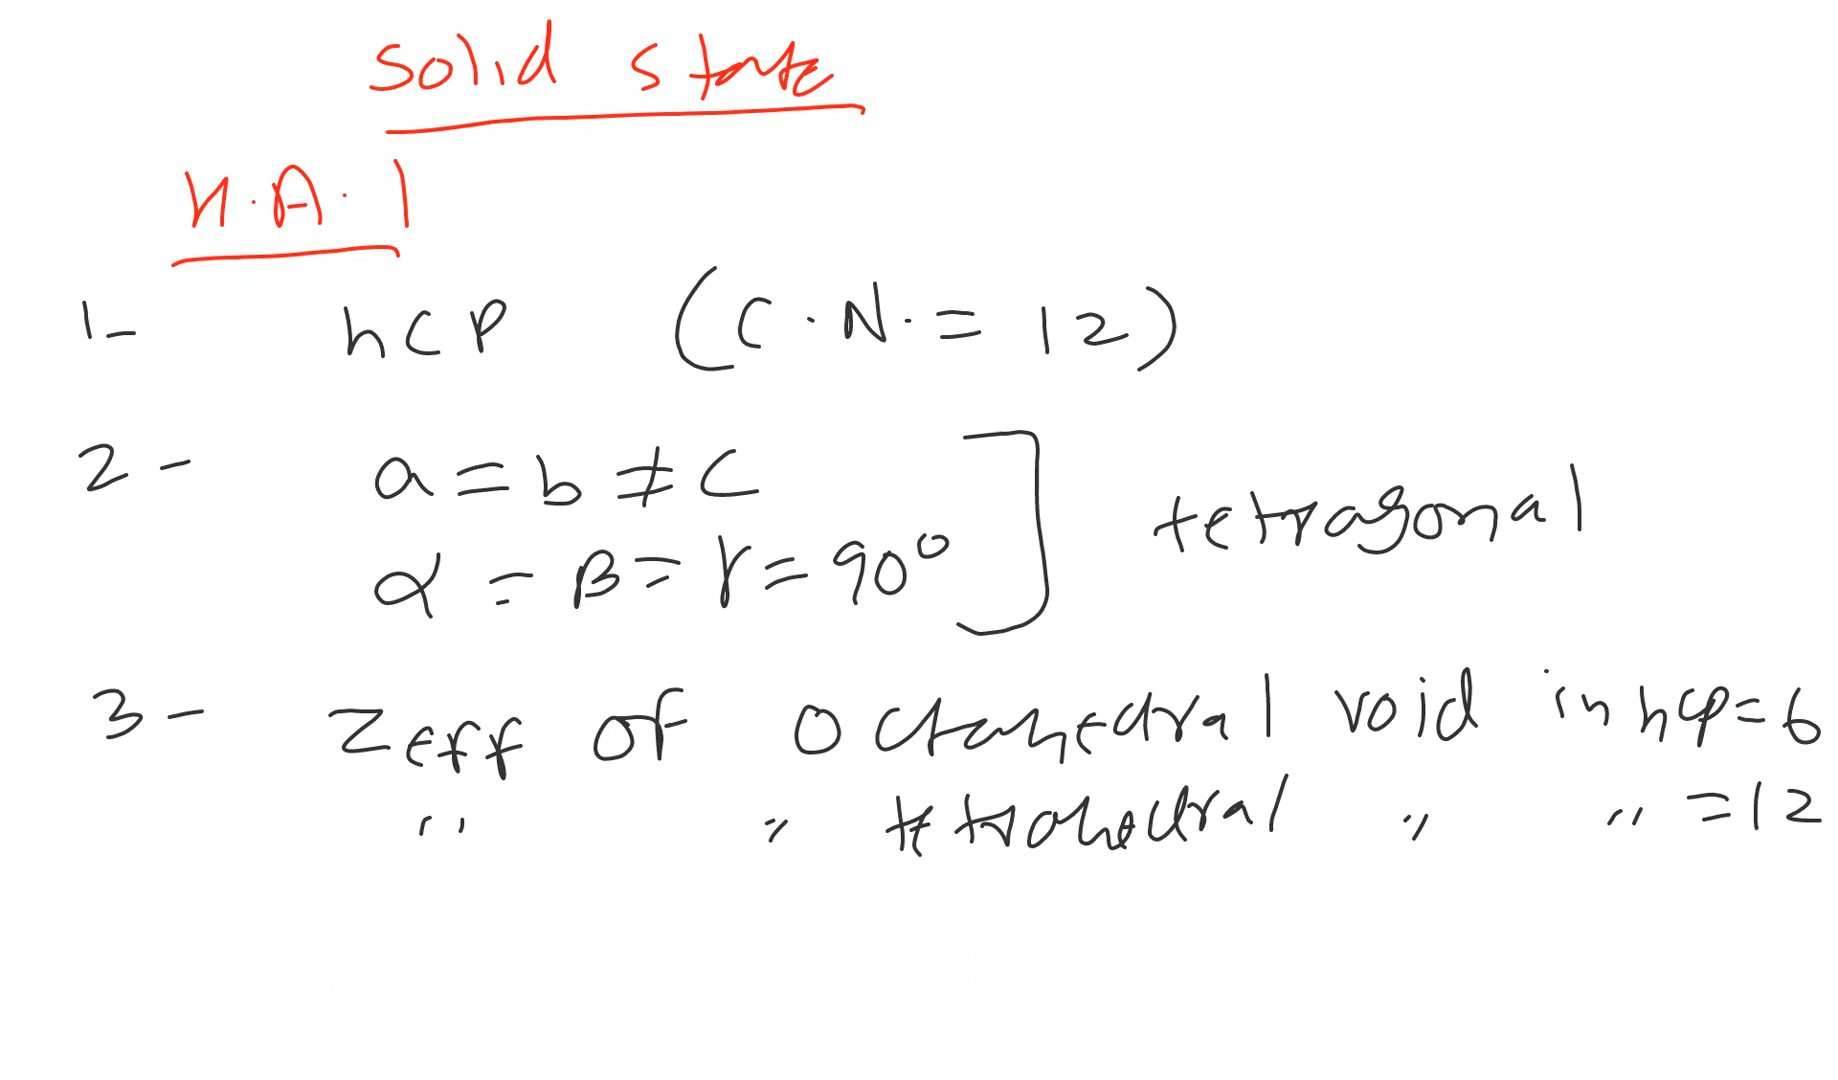 Solid state
H.A. 1
1- hCP (C.N. = 12)
2- a = b ≠ c
α = β = γ = 90° ] tetragonal
3- Zeff of octahedral void in hcp = 6
" " tetrahedral " " = 12